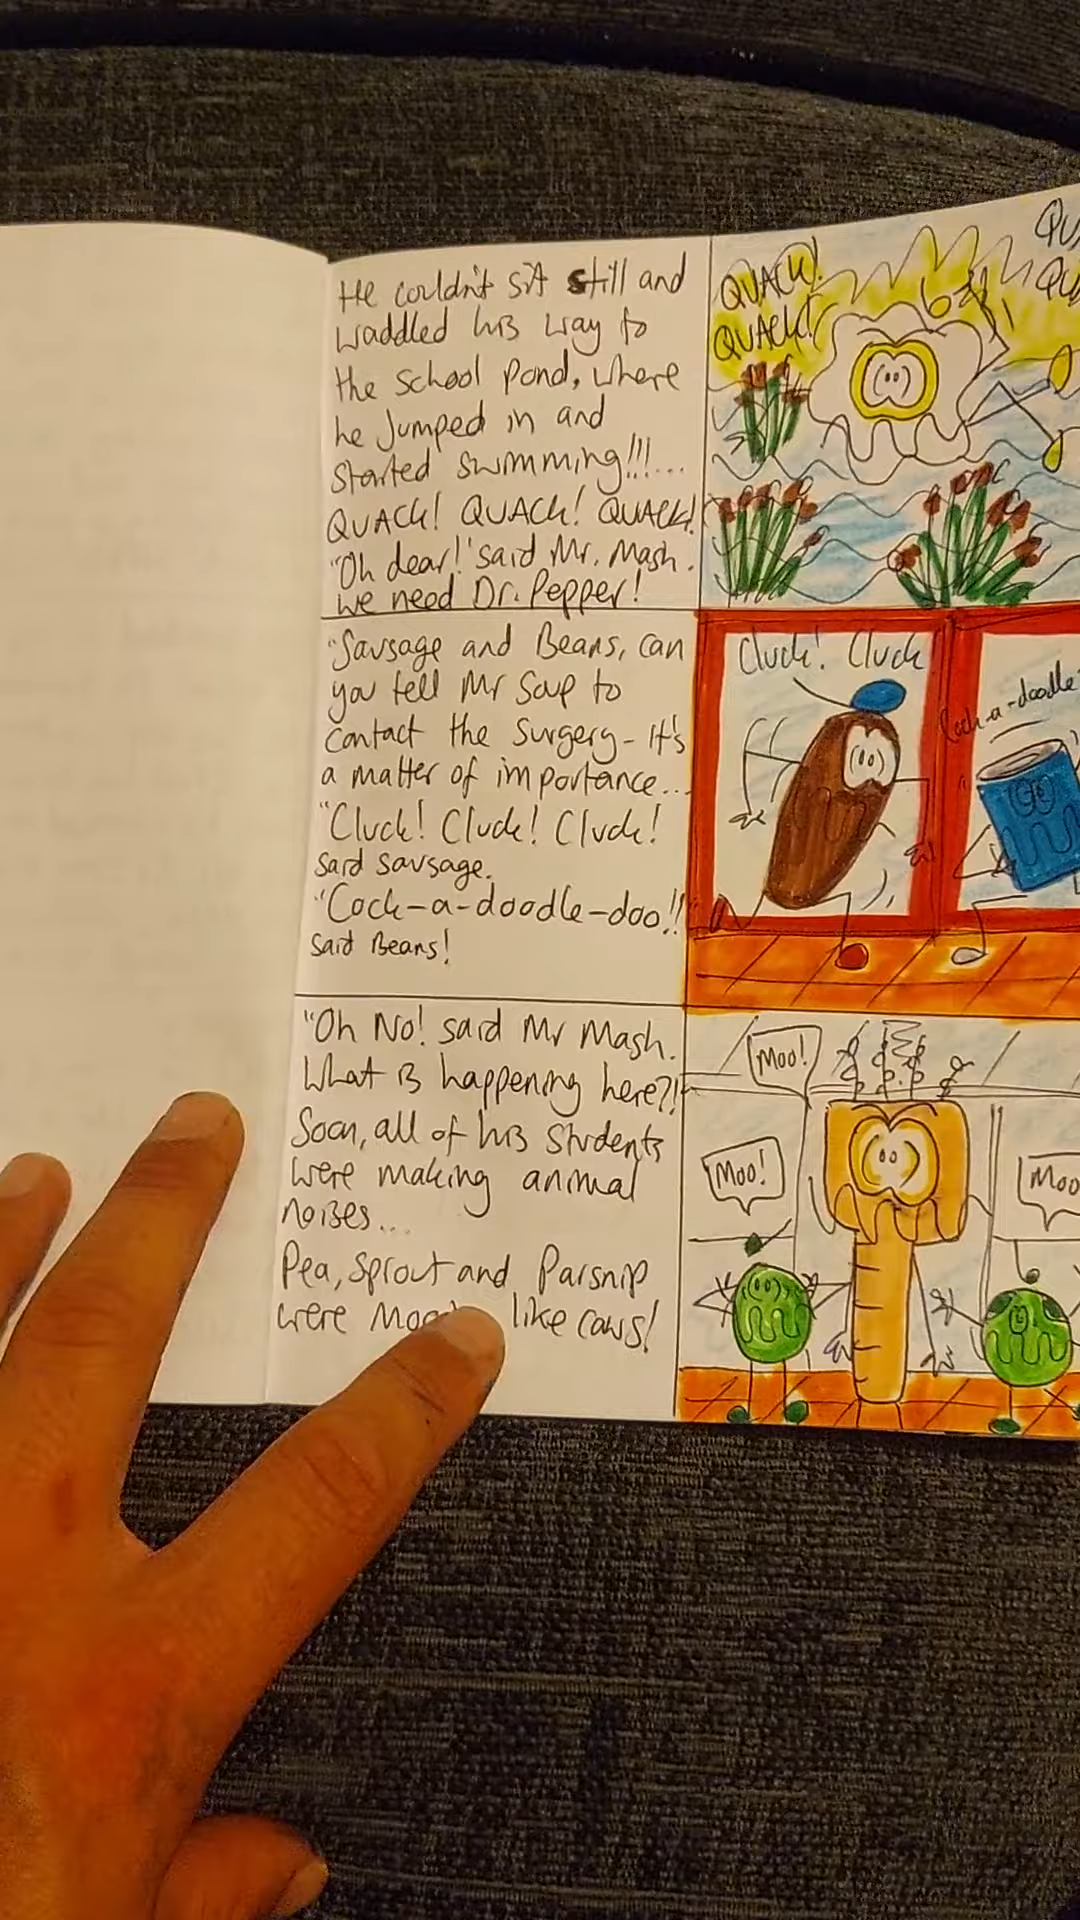 He couldn't sit still and
waddled his way to
the school pond, where
he jumped in and
started swimming!!!...
QUACK! QUACK! QUACK!
"Oh dear!" said Mr. Mash.
We need Dr. Pepper!
QUACK!
QUACK!
"Sausage and Beans, can
you tell Mr Soup to
contact the surgery - it's
a matter of importance...
"Cluck! Cluck! Cluck!
said sausage.
"Cock-a-doodle-doo!!
said Beans!
Cluck! Cluck
Cock-a-doodle
"Oh No! said Mr Mash.
What is happening here?!
Soon, all of his students
were making animal
noises...
Pea, Sprout and Parsnip
were like cows!
Moo!
Moo!
Moo